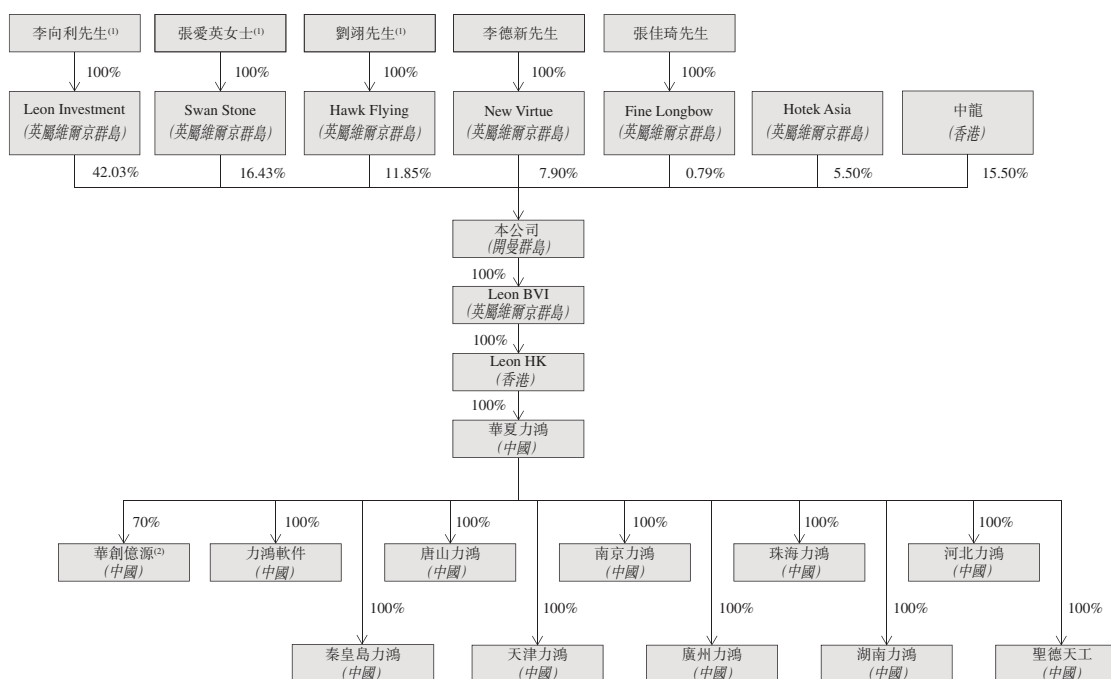 李向利先生(1)
張愛英女士(1)
劉翊先生(1)
李德新先生
張佳琦先生
100%
100%
100%
100%
100%
Leon Investment
(英屬維爾京群島)
Swan Stone
(英屬維爾京群島)
Hawk Flying
(英屬維爾京群島)
New Virtue
(英屬維爾京群島)
Fine Longbow
(英屬維爾京群島)
Hotek Asia
(英屬維爾京群島)
中龍
(香港)
42.03%
16.43%
11.85%
7.90%
0.79%
5.50%
15.50%
本公司
(開曼群島)
100%
Leon BVI
(英屬維爾京群島)
100%
Leon HK
(香港)
100%
華夏力鴻
(中國)
70%
100%
100%
100%
100%
100%
華創億源(2)
(中國)
力鴻軟件
(中國)
唐山力鴻
(中國)
南京力鴻
(中國)
珠海力鴻
(中國)
河北力鴻
(中國)
100%
100%
100%
100%
100%
秦皇島力鴻
(中國)
天津力鴻
(中國)
廣州力鴻
(中國)
湖南力鴻
(中國)
聖德天工
(中國)